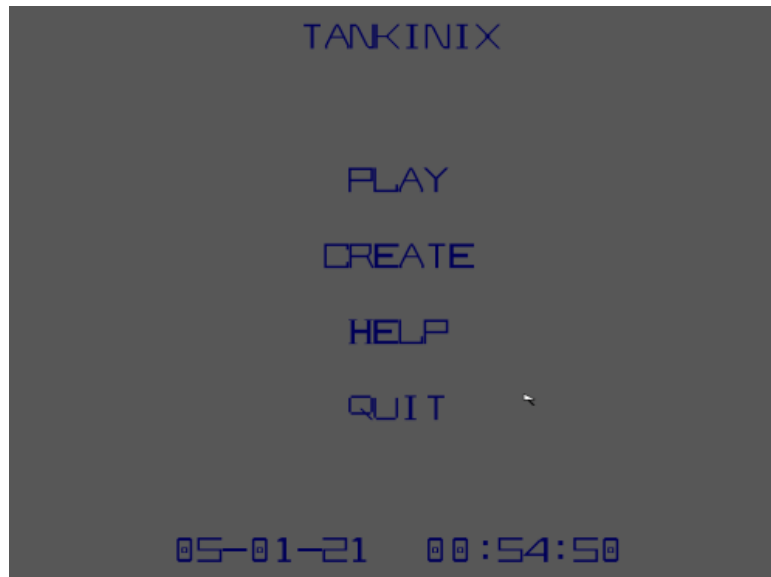 TANKINIX
PLAY
CREATE
HELP
QUIT
05-01-21 00:54:50